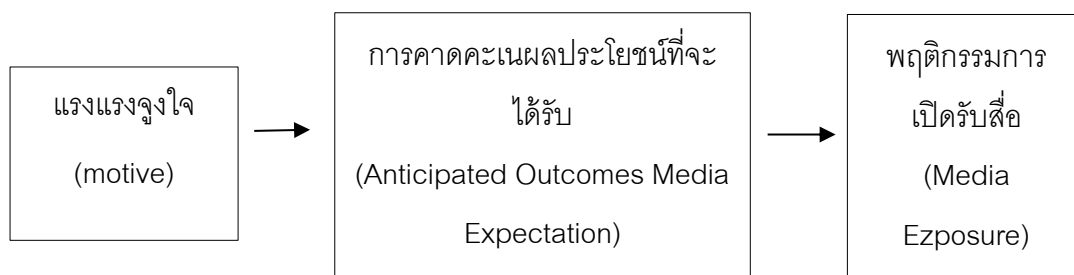 แรงแรงจูงใจ
(motive)
การคาดคะเนผลประโยชน์ที่จะ
ได้รับ
(Anticipated Outcomes Media
Expectation)
พฤติกรรมการ
เปิดรับสื่อ
(Media
Ezposure)